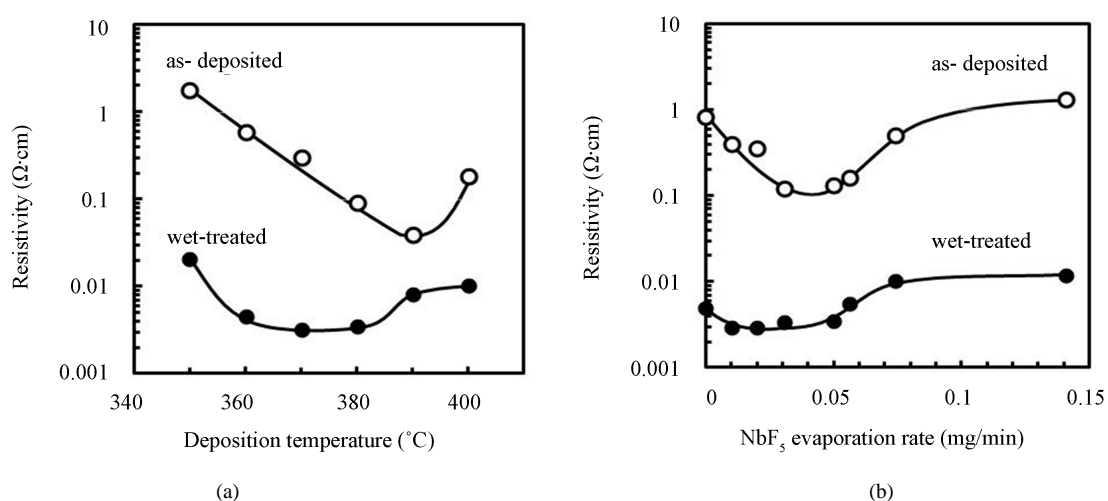 10
1
0.1
0.01
0.001
Resistivity (Ω·cm)
as- deposited
wet-treated
340 360 380 400
Deposition temperature (˚C)
(a)
10
1
0.1
0.01
0.001
Resistivity (Ω·cm)
as- deposited
wet-treated
0 0.05 0.1 0.15
NbF5 evaporation rate (mg/min)
(b)